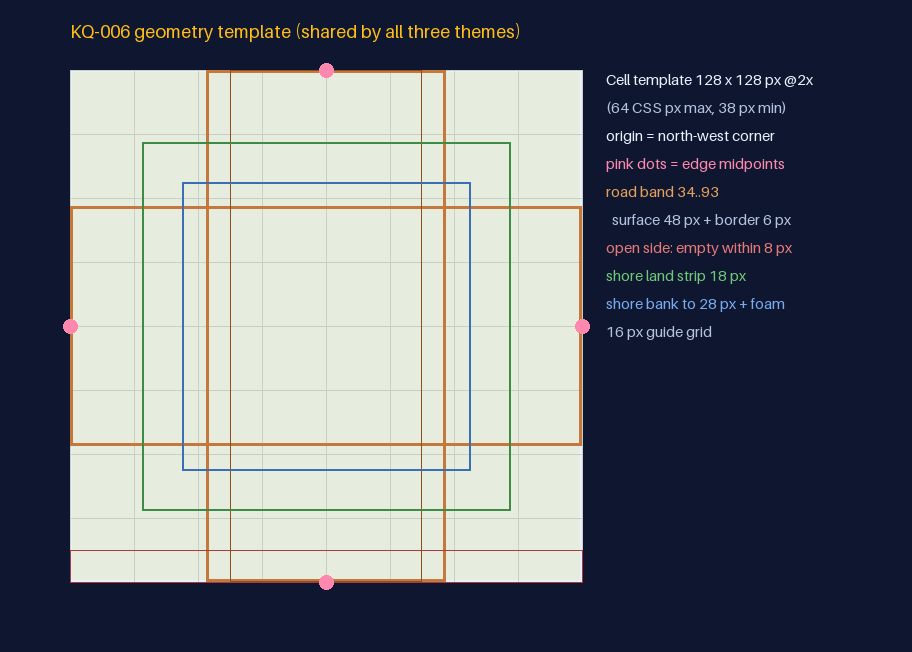 KQ-006 geometry template (shared by all three themes)
Cell template 128 x 128 px @2x
(64 CSS px max, 38 px min)
origin = north-west corner
pink dots = edge midpoints
road band 34..93
surface 48 px + border 6 px
open side: empty within 8 px
shore land strip 18 px
shore bank to 28 px + foam
16 px guide grid